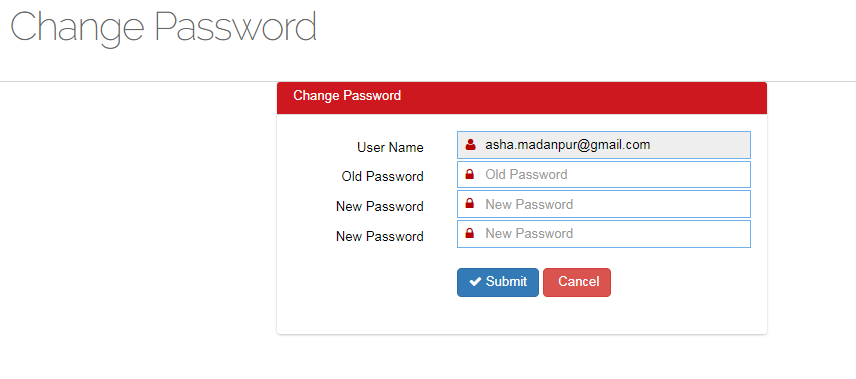 Change Password
Change Password
User Name asha.madanpur@gmail.com
Old Password Old Password
New Password New Password
New Password New Password
Submit Cancel